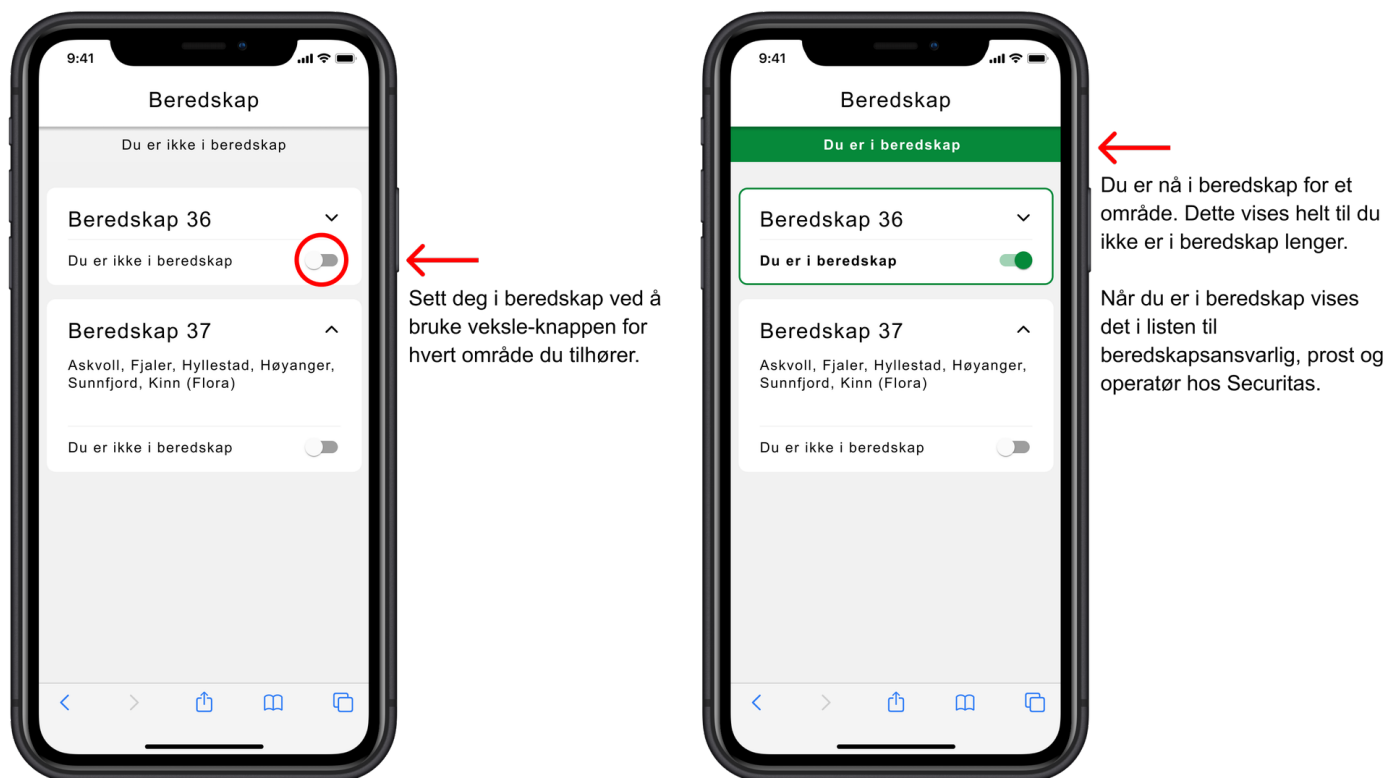 9:41
Beredskap
Du er ikke i beredskap
Beredskap 36
Du er ikke i beredskap
Beredskap 37
Askvoll, Fjaler, Hyllestad, Høyanger,
Sunnfjord, Kinn (Flora)
Du er ikke i beredskap
Sett deg i beredskap ved å
bruke veksle-knappen for
hvert område du tilhører.
9:41
Beredskap
Du er i beredskap
Beredskap 36
Du er i beredskap
Beredskap 37
Askvoll, Fjaler, Hyllestad, Høyanger,
Sunnfjord, Kinn (Flora)
Du er ikke i beredskap
Du er nå i beredskap for et
område. Dette vises helt til du
ikke er i beredskap lenger.
Når du er i beredskap vises
det i listen til
beredskapsansvarlig, prost og
operatør hos Securitas.